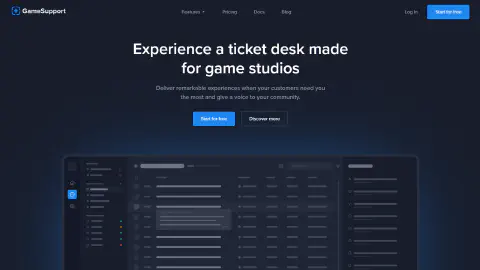 GameSupport
Features
Pricing
Docs
Blog
Log in
Start for free
Experience a ticket desk made
for game studios
Deliver remarkable experiences when your customers need you
the most and give a voice to your community.
Start for free
Discover more